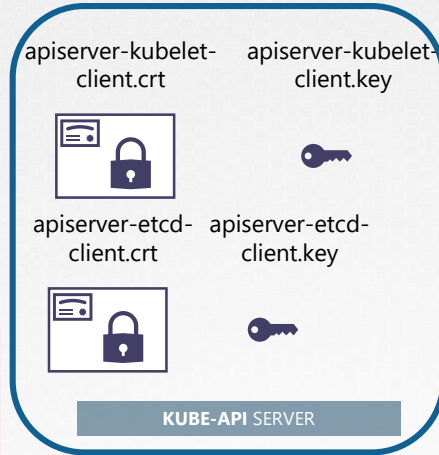 apiserver-kubelet-
client.crt
apiserver-kubelet-
client.key
apiserver-etcd-
client.crt
apiserver-etcd-
client.key
KUBE-API SERVER